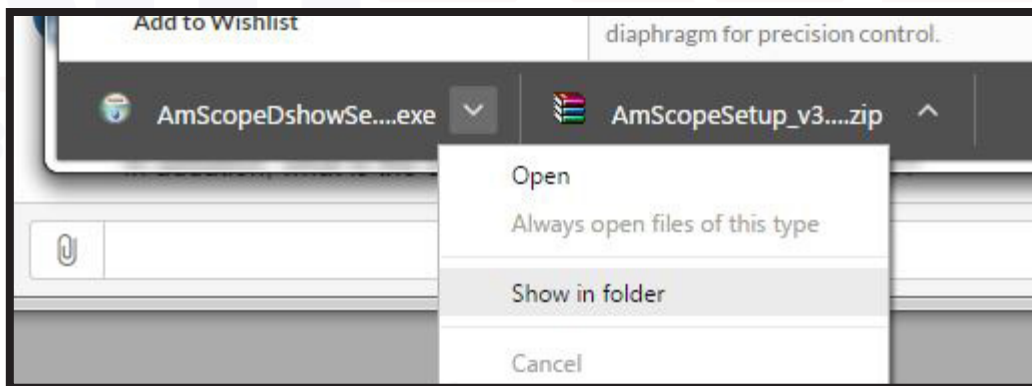 Add to Wishlist
diaphragm for precision control.
AmScopeDshowSe....exe
AmScopeSetup_v3....zip
Open
Always open files of this type
Show in folder
Cancel